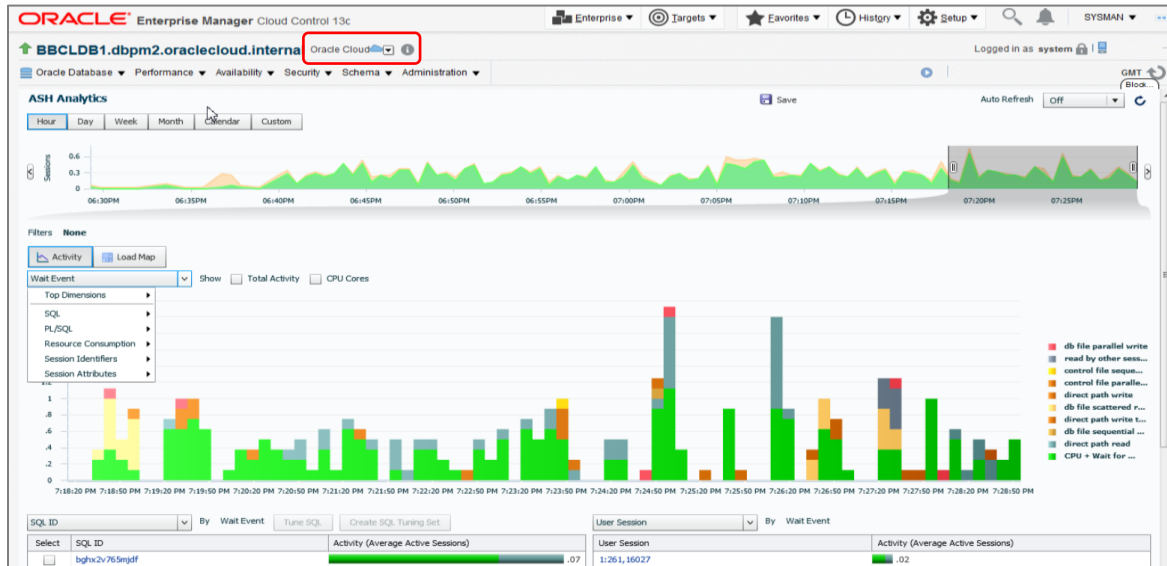 ORACLE Enterprise Manager Cloud Control 13c Enterprise Targets Favorites History Setup SYSMAN
BBCLDB1.dbpm2.oraclecloud.interna Oracle Cloud Logged in as system
Oracle Database Performance Availability Security Schema Administration GMT
Block...
ASH Analytics Save Auto Refresh Off
Hour Day Week Month Calendar Custom
Sessions
0.6
0.3
0
06:30PM 06:35PM 06:40PM 06:45PM 06:50PM 06:55PM 07:00PM 07:05PM 07:10PM 07:15PM 07:20PM 07:25PM
Filters None
Activity Load Map
Wait Event Show Total Activity CPU Cores
Top Dimensions
SQL
PL/SQL
Resource Consumption
Session Identifiers
Session Attributes
1.2
1
.8
.6
.4
.2
0
db file parallel write
read by other sess...
control file seque...
control file paralle...
direct path write
db file scattered r...
direct path write t...
db file sequential ...
direct path read
CPU + Wait for ...
7:18:20 PM 7:18:50 PM 7:19:20 PM 7:19:50 PM 7:20:20 PM 7:20:50 PM 7:21:20 PM 7:21:50 PM 7:22:20 PM 7:22:50 PM 7:23:20 PM 7:23:50 PM 7:24:20 PM 7:24:50 PM 7:25:20 PM 7:25:50 PM 7:26:20 PM 7:26:50 PM 7:27:20 PM 7:27:50 PM 7:28:20 PM 7:28:50 PM
SQL ID By Wait Event Tune SQL Create SQL Tuning Set User Session By Wait Event
Select SQL ID Activity (Average Active Sessions) User Session Activity (Average Active Sessions)
bghx2v765mjdf .07 1:261,16027 .02